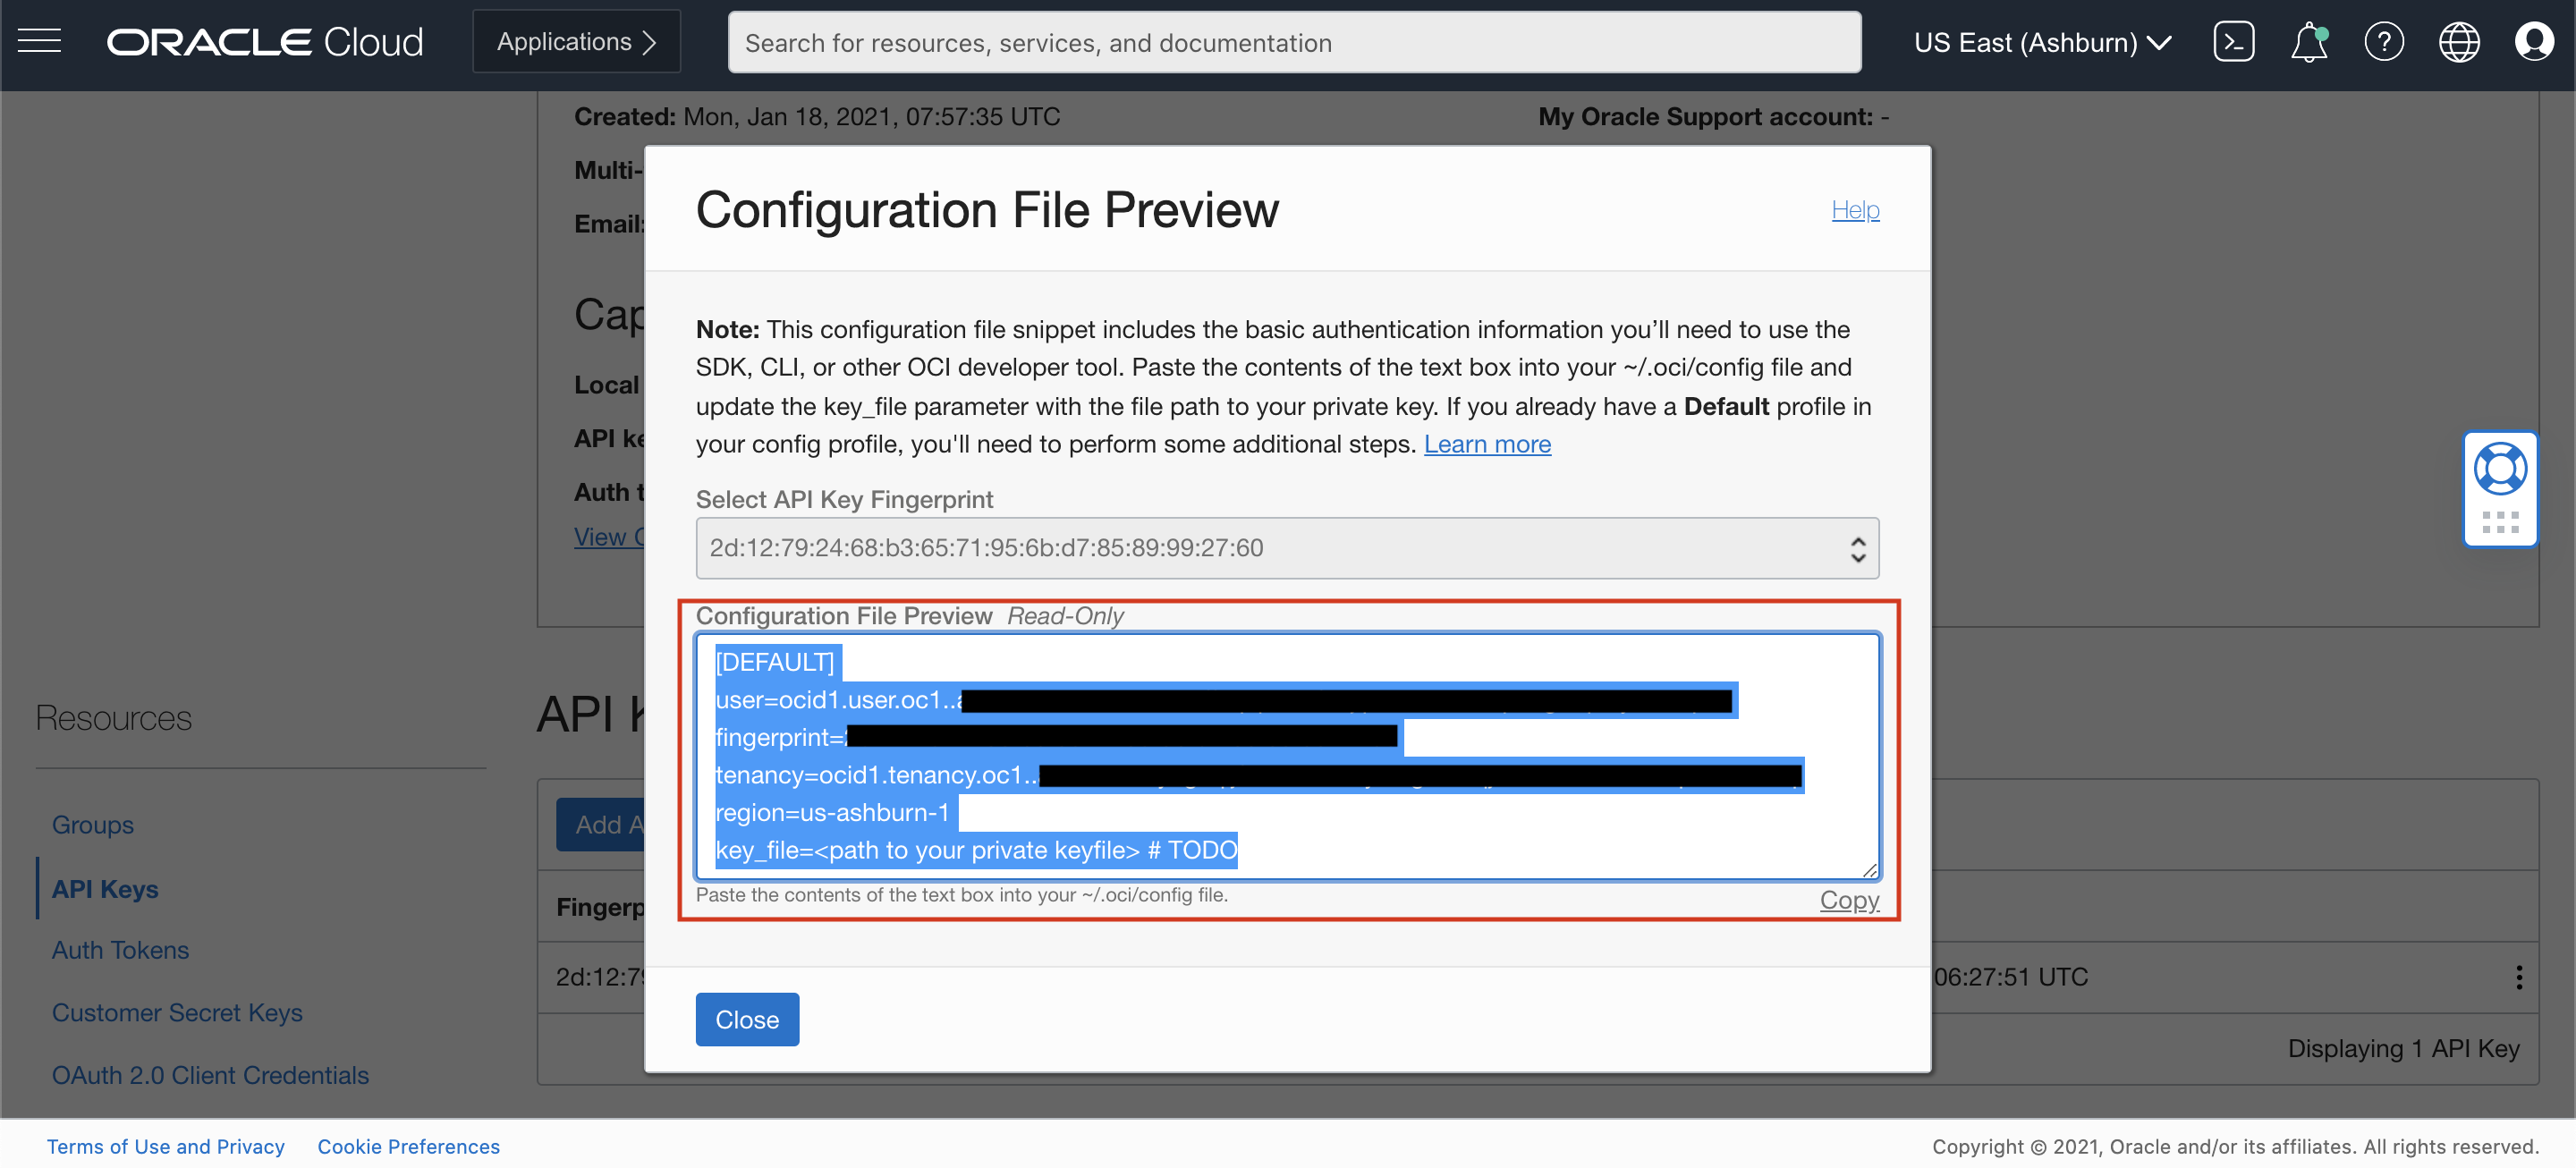 ORACLE Cloud
Applications
Search for resources, services, and documentation
US East (Ashburn)
Created: Mon, Jan 18, 2021, 07:57:35 UTC
My Oracle Support account: -
Multi-
Email:
Configuration File Preview
Help
Cap
Local
API ke
Auth t
View
Note: This configuration file snippet includes the basic authentication information you’ll need to use the
SDK, CLI, or other OCI developer tool. Paste the contents of the text box into your ~/.oci/config file and
update the key_file parameter with the file path to your private key. If you already have a Default profile in
your config profile, you'll need to perform some additional steps. Learn more
Select API Key Fingerprint
2d:12:79:24:68:b3:65:71:95:6b:d7:85:89:99:27:60
Configuration File Preview Read-Only
[DEFAULT]
user=ocid1.user.oc1..
fingerprint=
tenancy=ocid1.tenancy.oc1..
region=us-ashburn-1
key_file=<path to your private keyfile> # TODO
Paste the contents of the text box into your ~/.oci/config file.
Copy
Close
Resources
Groups
API Keys
Auth Tokens
Customer Secret Keys
OAuth 2.0 Client Credentials
API K
Add A
Fingerp
2d:12:79
06:27:51 UTC
Displaying 1 API Key
Terms of Use and Privacy
Cookie Preferences
Copyright © 2021, Oracle and/or its affiliates. All rights reserved.